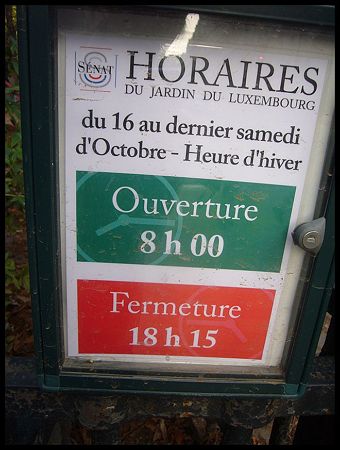 SÉNAT
HORAIRES
DU JARDIN DU LUXEMBOURG
du 16 au dernier samedi
d'Octobre - Heure d'hiver
Ouverture
8 h 00
Fermeture
18 h 15